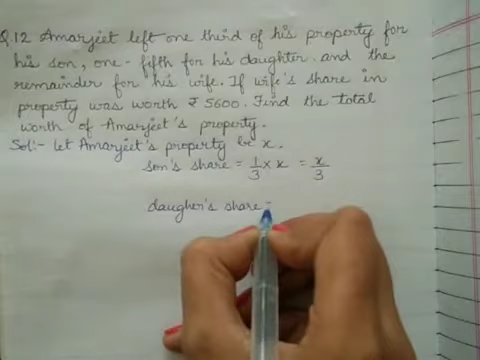 Q.12 Amarjeet left one third of his property for
his son, one-fifth for his daughter and the
remainder for his wife. If wife's share in
property was worth ₹ 5600. Find the total
worth of Amarjeet's property.
Sol:- let Amarjeet's property be x.
son's share = 1/3 × x = x/3
daugher's share =